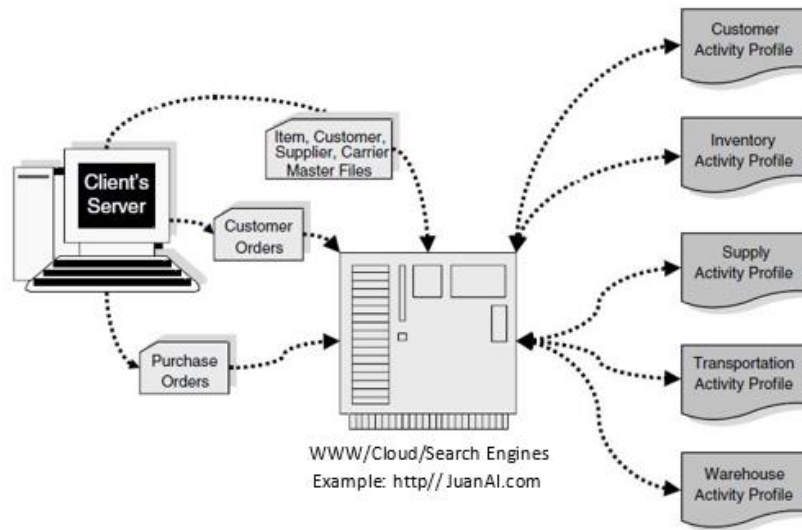 Customer
Activity Profile
Item, Customer,
Supplier, Carrier
Master Files
Inventory
Activity Profile
Client's
Server
Customer
Orders
Supply
Activity Profile
Purchase
Orders
Transportation
Activity Profile
WWW/Cloud/Search Engines
Example: http// JuanAI.com
Warehouse
Activity Profile